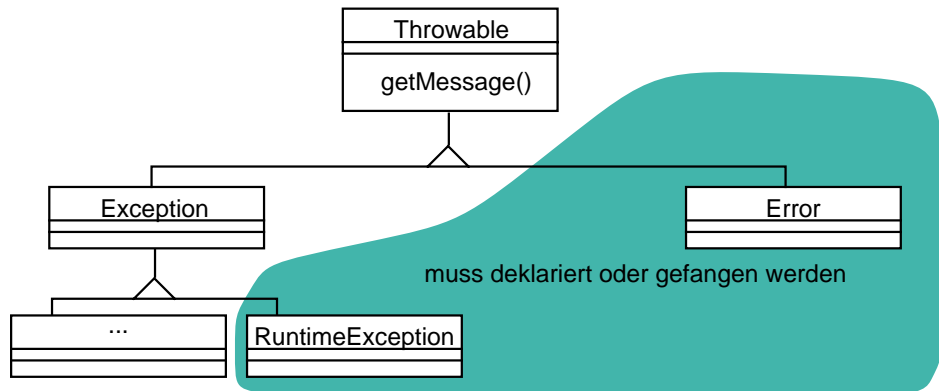 Throwable
getMessage()
Exception
Error
muss deklariert oder gefangen werden
...
RuntimeException